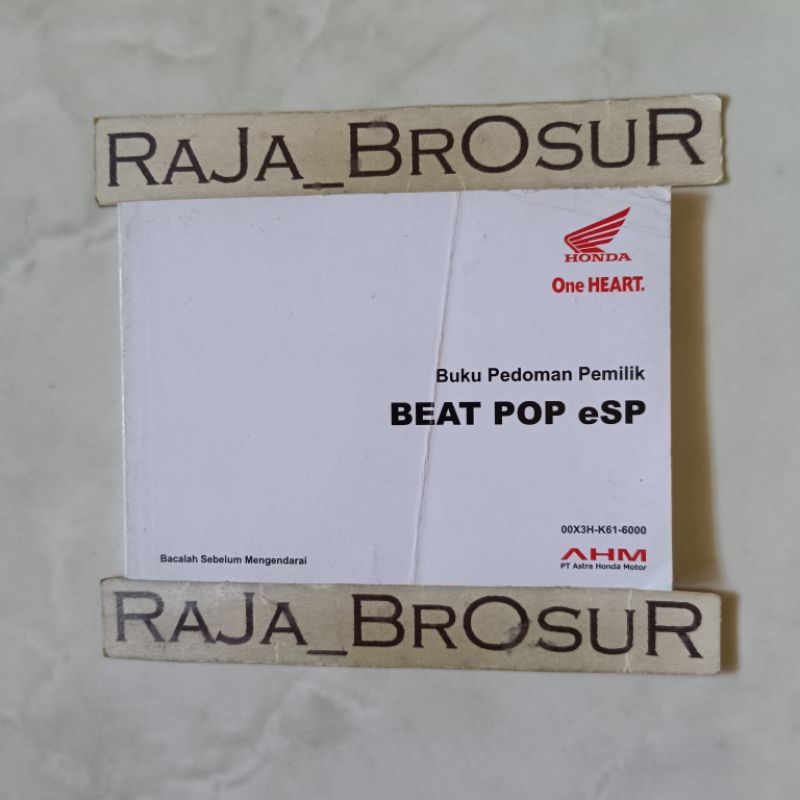 RAJA_BROSUR
HONDA
One HEART.
Buku Pedoman Pemilik
BEAT POP eSP
00X3H-K61-6000
Bacalah Sebelum Mengendarai
AHM
PT Astra Honda Motor
RAJA_BROSUR